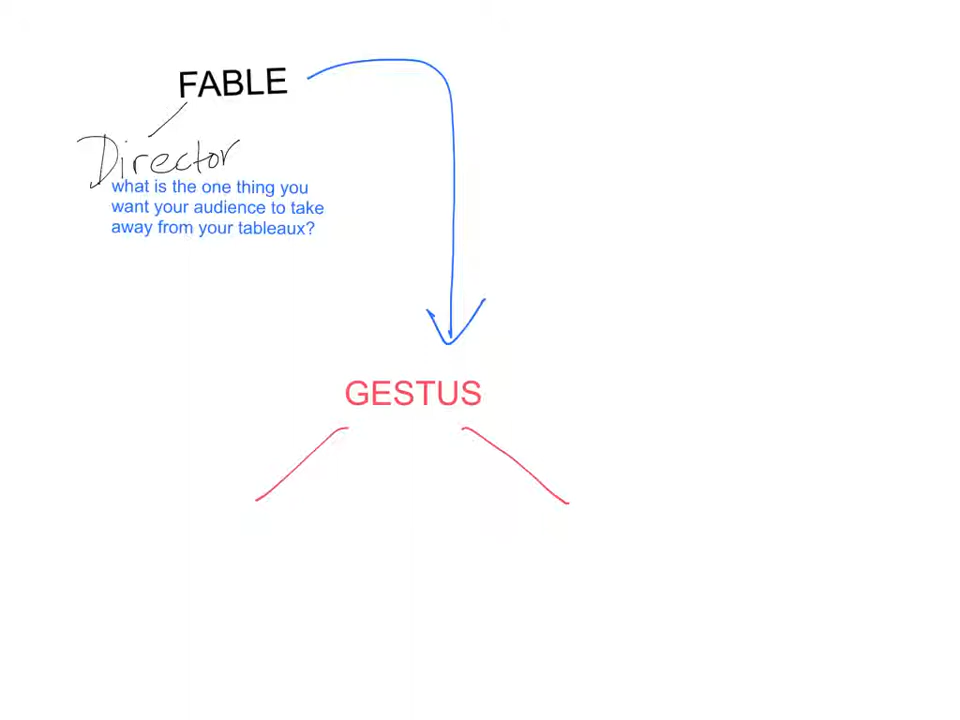 FABLE
Director
what is the one thing you
want your audience to take
away from your tableaux?
GESTUS